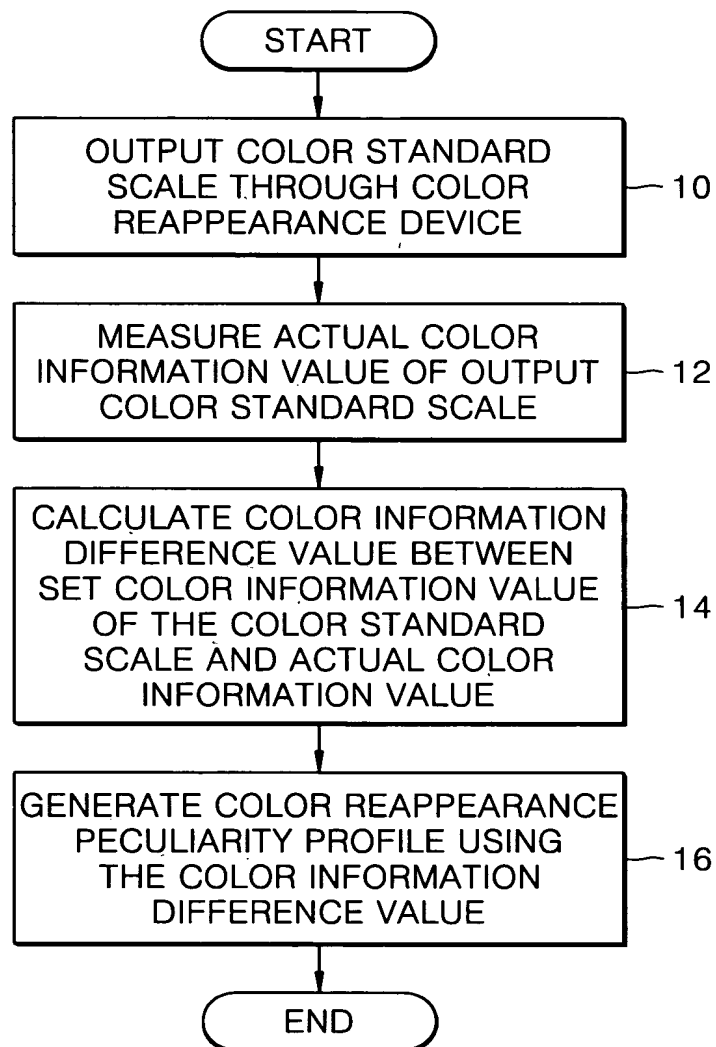 START
OUTPUT COLOR STANDARD
SCALE THROUGH COLOR
REAPPEARANCE DEVICE
10
MEASURE ACTUAL COLOR
INFORMATION VALUE OF OUTPUT
COLOR STANDARD SCALE
12
CALCULATE COLOR INFORMATION
DIFFERENCE VALUE BETWEEN
SET COLOR INFORMATION VALUE
OF THE COLOR STANDARD
SCALE AND ACTUAL COLOR
INFORMATION VALUE
14
GENERATE COLOR REAPPEARANCE
PECULIARITY PROFILE USING
THE COLOR INFORMATION
DIFFERENCE VALUE
16
END